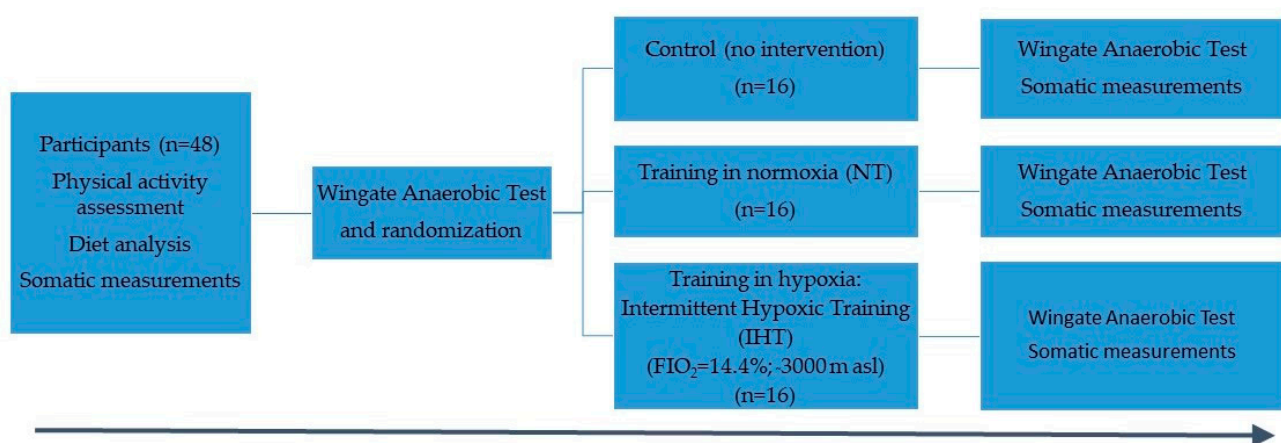 Participants (n=48)
Physical activity
assessment
Diet analysis
Somatic measurements
Wingate Anaerobic Test
and randomization
Control (no intervention)
(n=16)
Wingate Anaerobic Test
Somatic measurements
Training in normoxia (NT)
(n=16)
Wingate Anaerobic Test
Somatic measurements
Training in hypoxia:
Intermittent Hypoxic Training
(IHT)
(FIO₂=14.4%; -3000 m asl)
(n=16)
Wingate Anaerobic Test
Somatic measurements